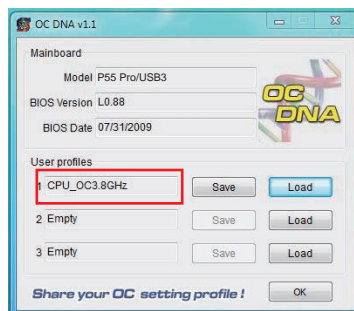 OC DNA v1.1
Mainboard
Model P55 Pro/USB3
BIOS Version L0.88
BIOS Date 07/31/2009
OC
DNA
User profiles
1 CPU_OC3.8GHz Save Load
2 Empty Save Load
3 Empty Save Load
Share your OC setting profile! OK